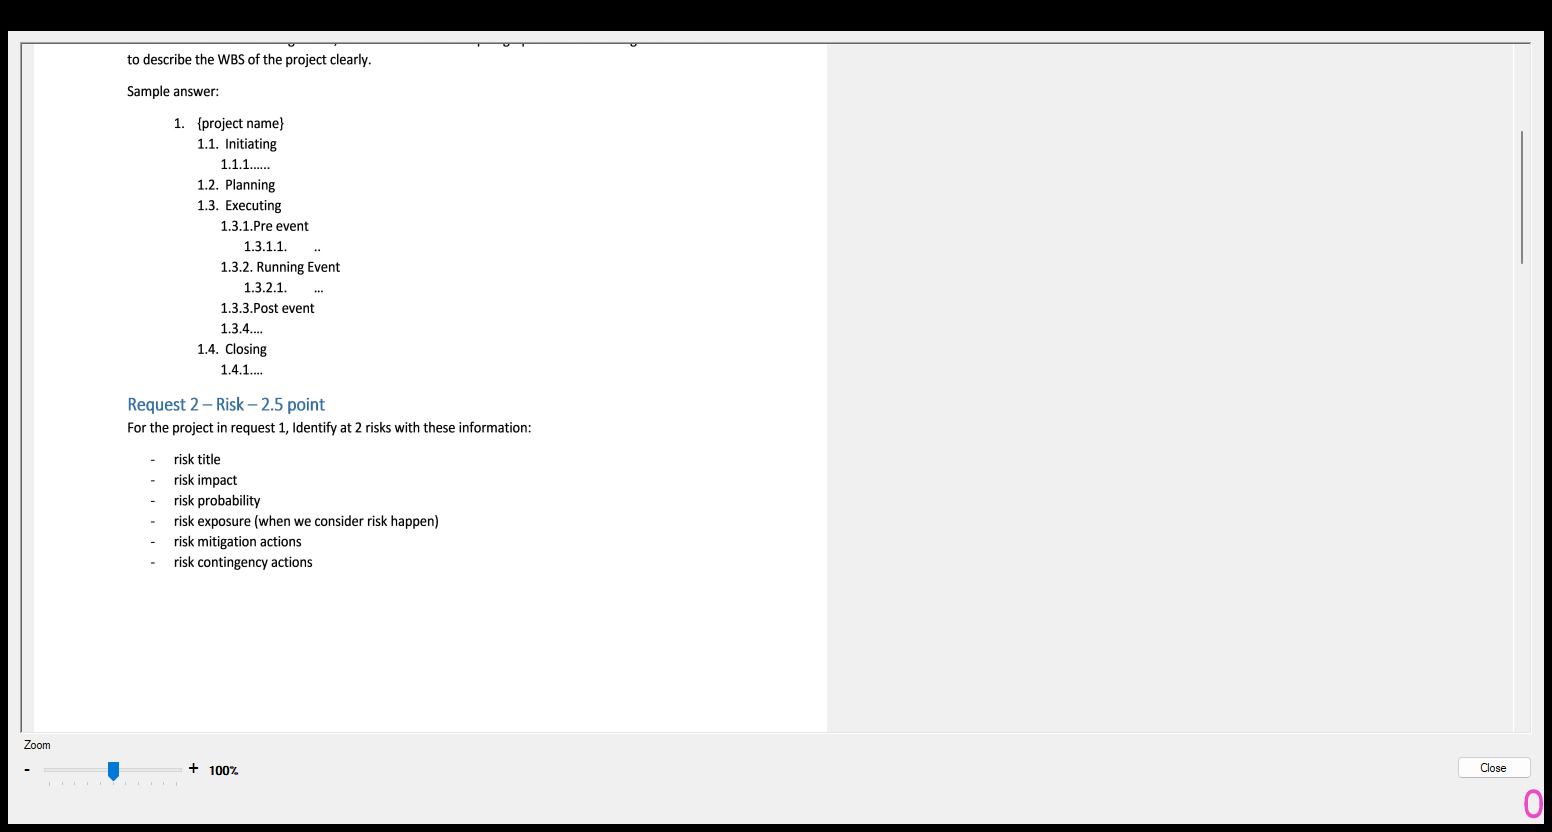 to describe the WBS of the project clearly.
Sample answer:
1. {project name}
1.1. Initiating
1.1.1......
1.2. Planning
1.3. Executing
1.3.1.Pre event
1.3.1.1. ..
1.3.2. Running Event
1.3.2.1. ...
1.3.3.Post event
1.3.4....
1.4. Closing
1.4.1....
Request 2 – Risk – 2.5 point
For the project in request 1, Identify at 2 risks with these information:
- risk title
- risk impact
- risk probability
- risk exposure (when we consider risk happen)
- risk mitigation actions
- risk contingency actions
Zoom
- + 100%
Close
0